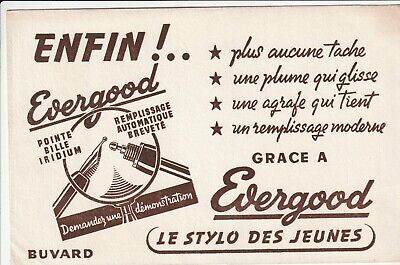 ENFIN !..
Evergood
POINTE
BILLE
IRIDIUM
REMPLISSAGE
AUTOMATIQUE
BREVETÉ
Demandez une démonstration
BUVARD
★ plus aucune tache
★ une plume qui glisse
★ une agrafe qui tient
★ un remplissage moderne
GRACE A
Evergood
LE STYLO DES JEUNES